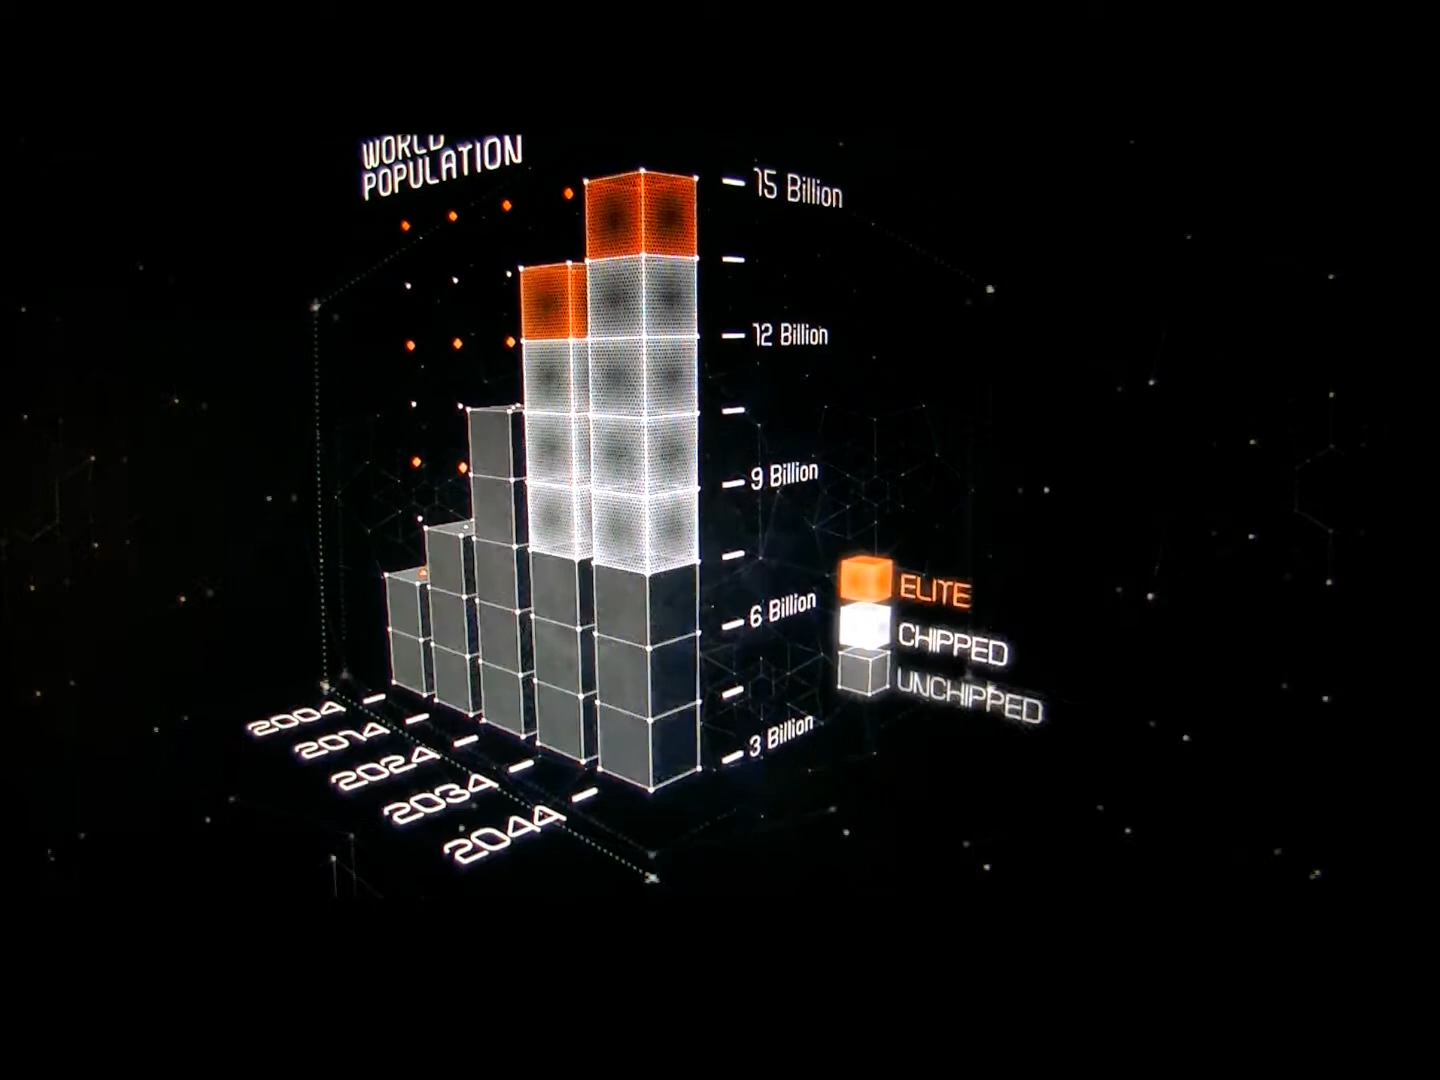 WORLD
POPULATION
15 Billion
12 Billion
9 Billion
6 Billion
3 Billion
ELITE
CHIPPED
UNCHIPPED
2004
2014
2024
2034
2044